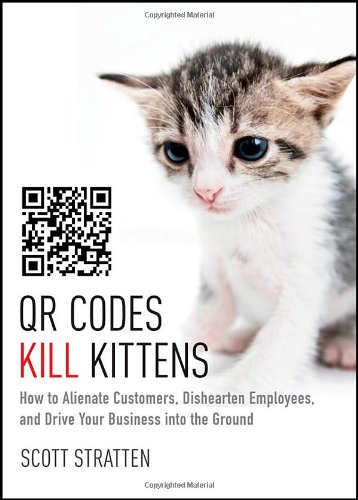 Copyrighted Material
QR CODES
KILL KITTENS
How to Alienate Customers, Dishearten Employees,
and Drive Your Business into the Ground
SCOTT STRATTEN
Copyrighted Material